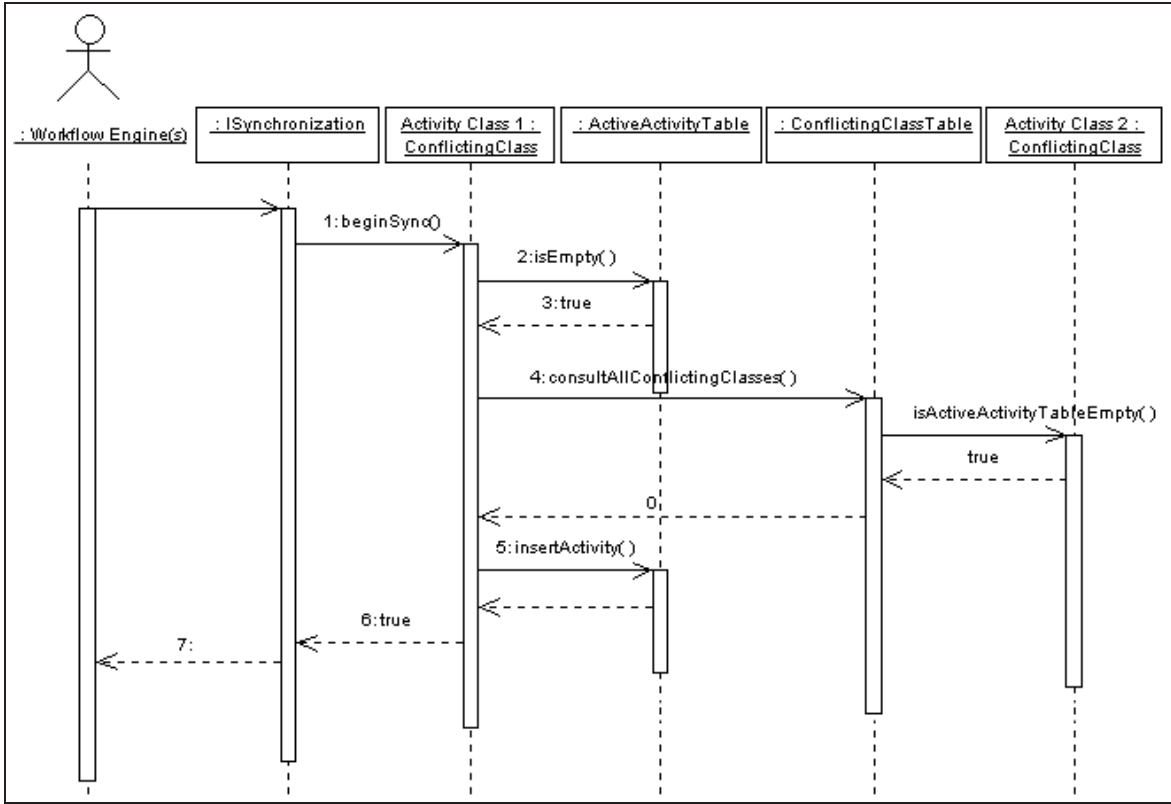 : Workflow Engine(s)
: ISynchronization
Activity Class 1 :
ConflictingClass
: ActiveActivityTable
: ConflictingClassTable
Activity Class 2 :
ConflictingClass
1:beginSync()
2:isEmpty( )
3:true
4:consultAllConflictingClasses( )
isActiveActivityTableEmpty( )
true
0
5:insertActivity( )
6:true
7: